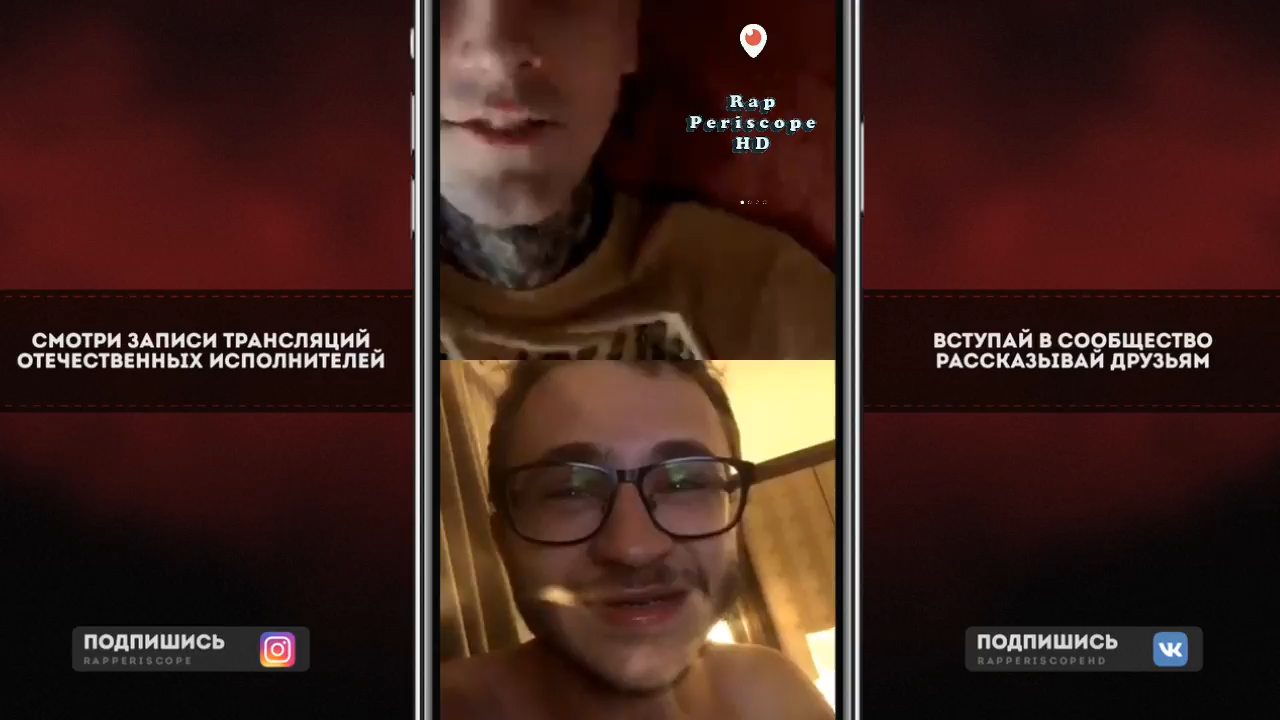 Rap
Periscope
HD
СМОТРИ ЗАПИСИ ТРАНСЛЯЦИЙ
ОТЕЧЕСТВЕННЫХ ИСПОЛНИТЕЛЕЙ
ВСТУПАЙ В СООБЩЕСТВО
РАССКАЗЫВАЙ ДРУЗЬЯМ
ПОДПИШИСЬ
RAPPERISCOPE
ПОДПИШИСЬ
RAPPERISCOPEHD